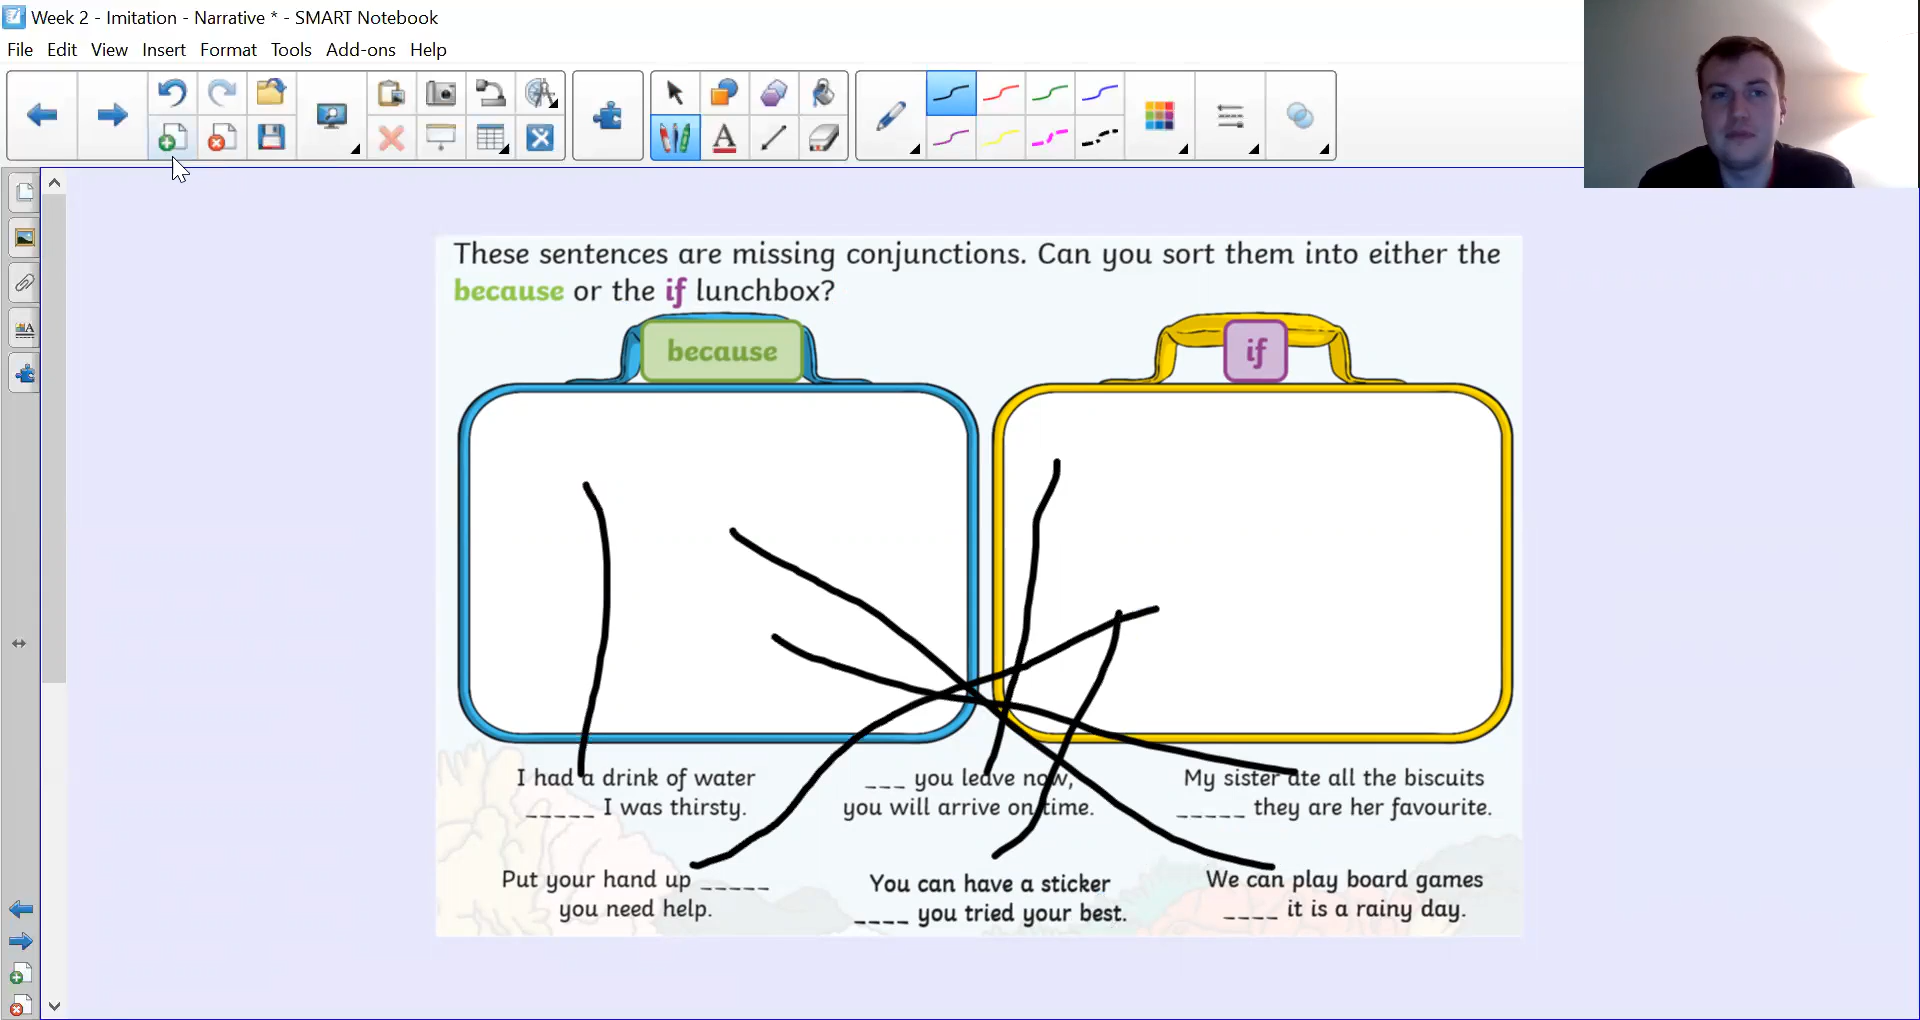 Week 2 - Imitation - Narrative * - SMART Notebook
File Edit View Insert Format Tools Add-ons Help
These sentences are missing conjunctions. Can you sort them into either the
because or the if lunchbox?
because
if
I had a drink of water
_____ I was thirsty.
___ you leave now,
you will arrive on time.
My sister ate all the biscuits
_____ they are her favourite.
Put your hand up _____
you need help.
You can have a sticker
____ you tried your best.
We can play board games
____ it is a rainy day.